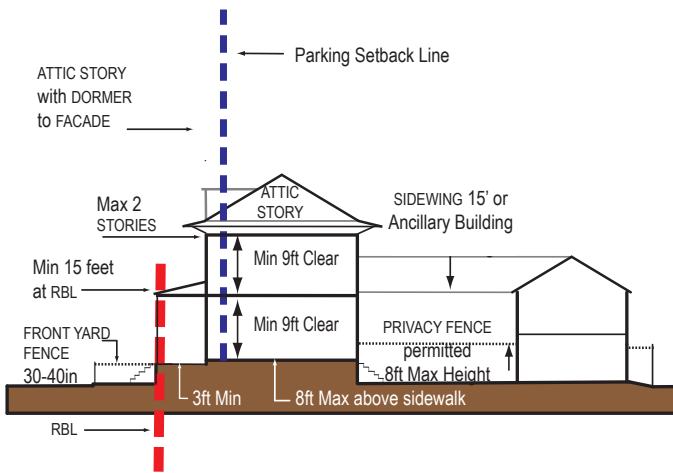 Parking Setback Line
ATTIC STORY
with DORMER
to FACADE
ATTIC
STORY
SIDEWING 15' or
Ancillary Building
Max 2
STORIES
Min 9ft Clear
Min 15 feet
at RBL
Min 9ft Clear
PRIVACY FENCE
permitted
8ft Max Height
FRONT YARD
FENCE
30-40in
3ft Min
8ft Max above sidewalk
RBL